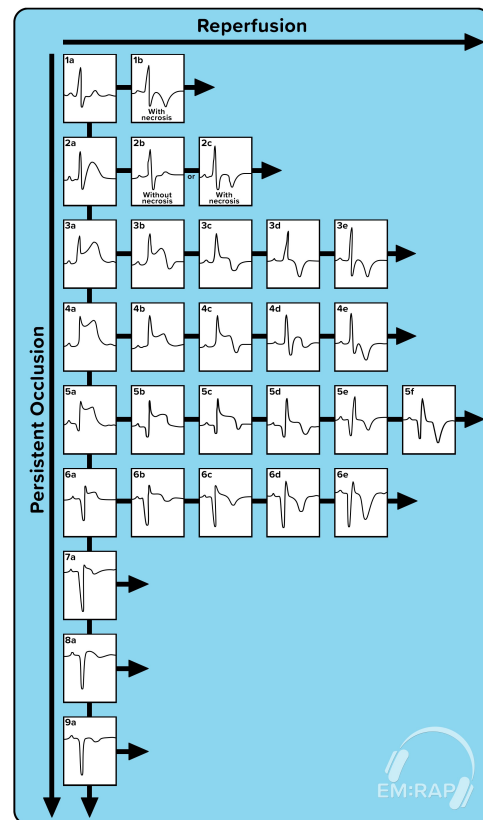 Reperfusion
Persistent Occlusion
1a
1b
With
necrosis
2a
2b
Without
necrosis
or
2c
With
necrosis
3a
3b
3c
3d
3e
4a
4b
4c
4d
4e
5a
5b
5c
5d
5e
5f
6a
6b
6c
6d
6e
7a
8a
9a
EM:RAP